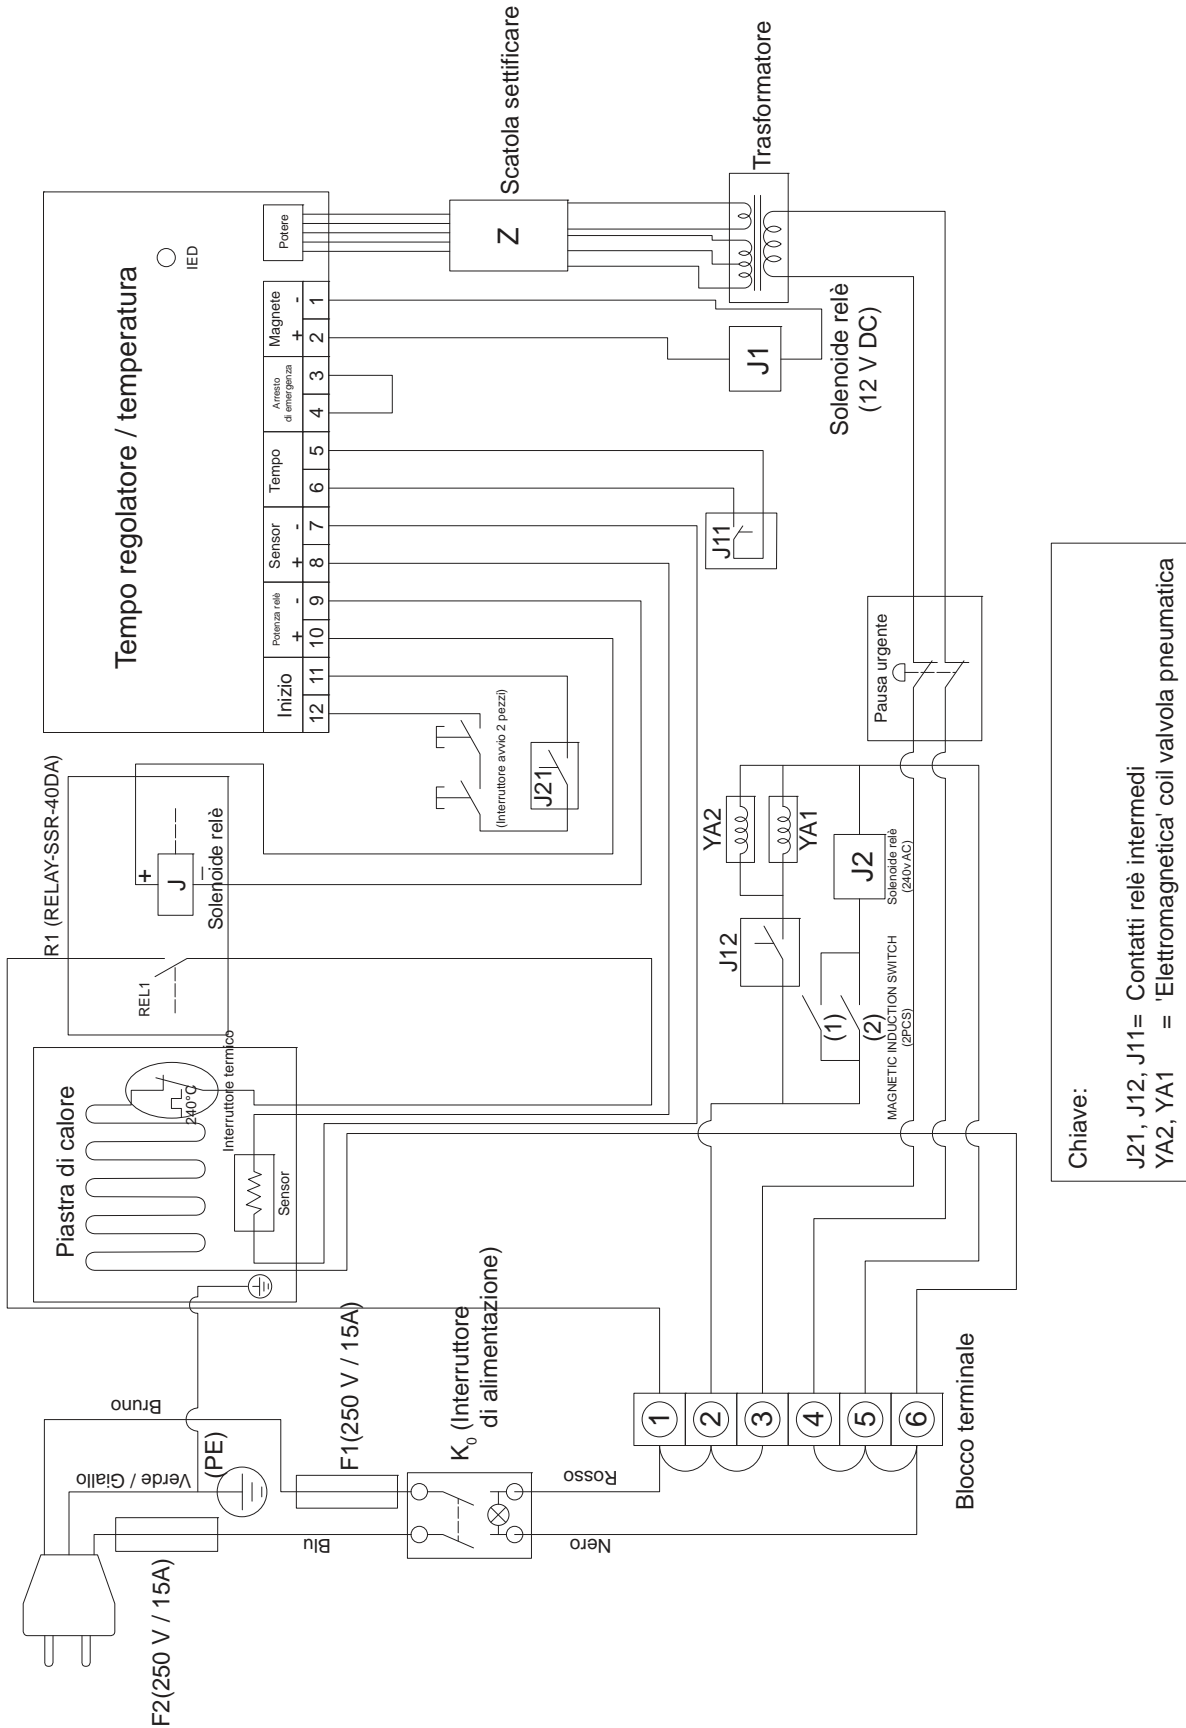 F2(250 V / 15A)
Blu
Verde / Giallo
(PE)
Bruno
F1(250 V / 15A)
K0 (Interruttore
di alimentazione)
Nero
Rosso
Blocco terminale
1
2
3
4
5
6
Piastra di calore
240°C
Interruttore termico
Sensor
R1 (RELAY-SSR-40DA)
REL1
+
J
-
Solenoide relè
Tempo regolatore / temperatura
IED
Inizio
Potenza relè
+ -
Sensor
+ -
Tempo
Arresto
di emergenza
Magnete
+ -
Potere
12 11 10 9 8 7 6 5 4 3 2 1
(Interruttore avvio 2 pezzi)
J21
J11
J1
Solenoide relè
(12 V DC)
Z
Scatola settificare
Trasformatore
J12
YA2
YA1
(1)
(2)
MAGNETIC INDUCTION SWITCH
(2PCS)
J2
Solenoide relè
(240v AC)
Pausa urgente
Chiave:
J21, J12, J11= Contatti relè intermedi
YA2, YA1 = 'Elettromagnetica' coil valvola pneumatica